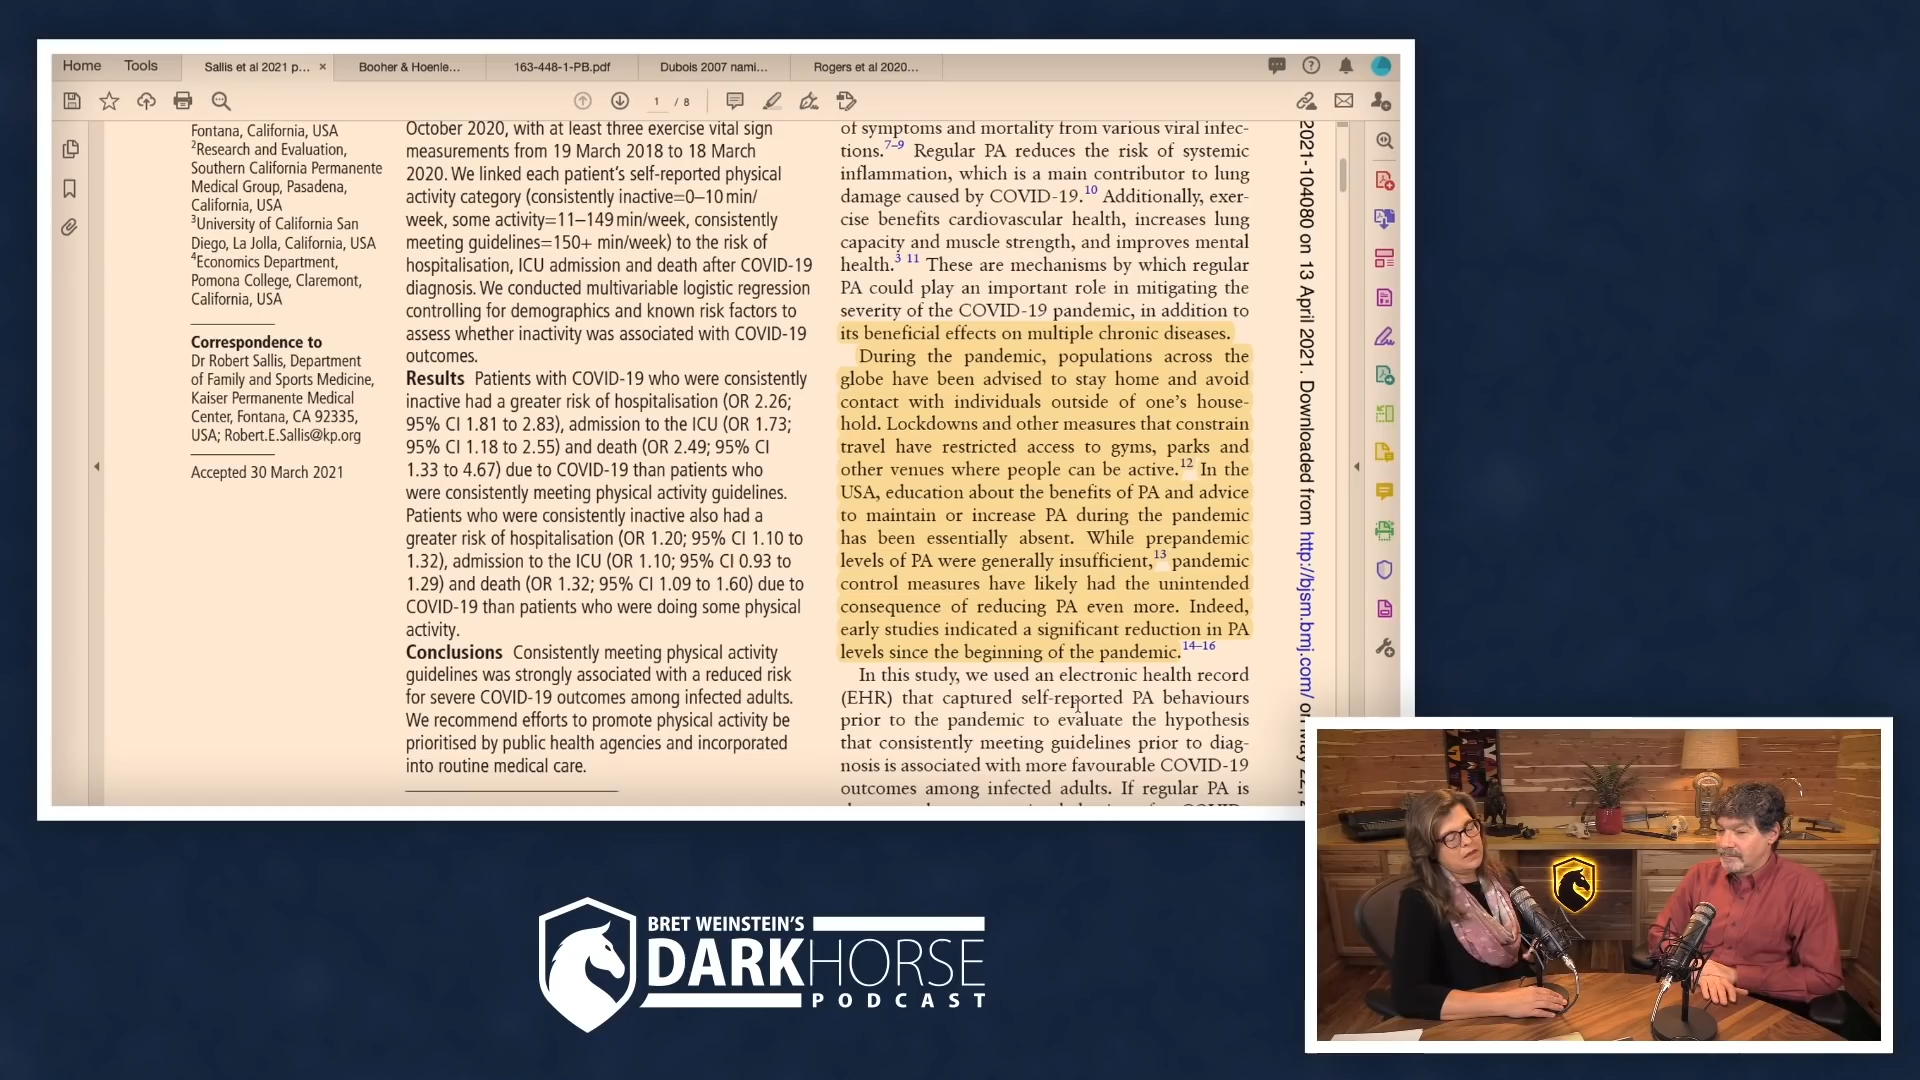 Home
Tools
Sallis et al 2021 p...
×
Booher & Hoenle...
163-448-1-PB.pdf
Dubois 2007 nami...
Rogers et al 2020...
1 / 8
Fontana, California, USA
2Research and Evaluation,
Southern California Permanente
Medical Group, Pasadena,
California, USA
3University of California San
Diego, La Jolla, California, USA
4Economics Department,
Pomona College, Claremont,
California, USA
Correspondence to
Dr Robert Sallis, Department
of Family and Sports Medicine,
Kaiser Permanente Medical
Center, Fontana, CA 92335,
USA; Robert.E.Sallis@kp.org
Accepted 30 March 2021
October 2020, with at least three exercise vital sign
measurements from 19 March 2018 to 18 March
2020. We linked each patient's self-reported physical
activity category (consistently inactive=0–10 min/
week, some activity=11–149 min/week, consistently
meeting guidelines=150+ min/week) to the risk of
hospitalisation, ICU admission and death after COVID-19
diagnosis. We conducted multivariable logistic regression
controlling for demographics and known risk factors to
assess whether inactivity was associated with COVID-19
outcomes.
Results Patients with COVID-19 who were consistently
inactive had a greater risk of hospitalisation (OR 2.26;
95% CI 1.81 to 2.83), admission to the ICU (OR 1.73;
95% CI 1.18 to 2.55) and death (OR 2.49; 95% CI
1.33 to 4.67) due to COVID-19 than patients who
were consistently meeting physical activity guidelines.
Patients who were consistently inactive also had a
greater risk of hospitalisation (OR 1.20; 95% CI 1.10 to
1.32), admission to the ICU (OR 1.10; 95% CI 0.93 to
1.29) and death (OR 1.32; 95% CI 1.09 to 1.60) due to
COVID-19 than patients who were doing some physical
activity.
Conclusions Consistently meeting physical activity
guidelines was strongly associated with a reduced risk
for severe COVID-19 outcomes among infected adults.
We recommend efforts to promote physical activity be
prioritised by public health agencies and incorporated
into routine medical care.
of symptoms and mortality from various viral infec-
tions.7–9 Regular PA reduces the risk of systemic
inflammation, which is a main contributor to lung
damage caused by COVID-19.10 Additionally, exer-
cise benefits cardiovascular health, increases lung
capacity and muscle strength, and improves mental
health.3 11 These are mechanisms by which regular
PA could play an important role in mitigating the
severity of the COVID-19 pandemic, in addition to
its beneficial effects on multiple chronic diseases.
During the pandemic, populations across the
globe have been advised to stay home and avoid
contact with individuals outside of one's house-
hold. Lockdowns and other measures that constrain
travel have restricted access to gyms, parks and
other venues where people can be active.12 In the
USA, education about the benefits of PA and advice
to maintain or increase PA during the pandemic
has been essentially absent. While prepandemic
levels of PA were generally insufficient,13 pandemic
control measures have likely had the unintended
consequence of reducing PA even more. Indeed,
early studies indicated a significant reduction in PA
levels since the beginning of the pandemic.14–16
In this study, we used an electronic health record
(EHR) that captured self-reported PA behaviours
prior to the pandemic to evaluate the hypothesis
that consistently meeting guidelines prior to diag-
nosis is associated with more favourable COVID-19
outcomes among infected adults. If regular PA is
2021-104080 on 13 April 2021. Downloaded from http://bjsm.bmj.com/
BRET WEINSTEIN'S
DARKHORSE
PODCAST